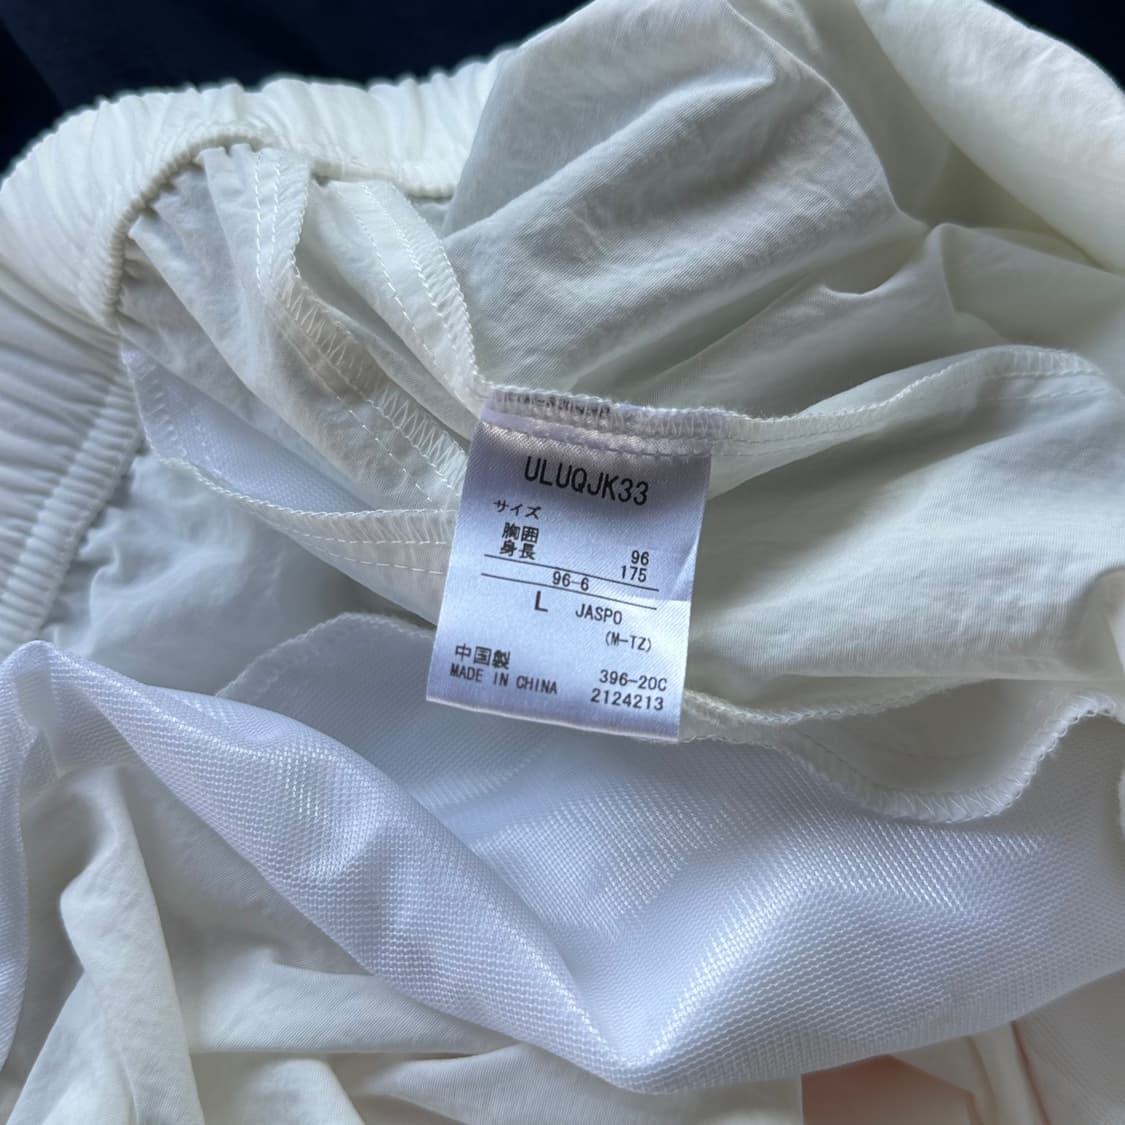 ULUQJK33
サイズ
胸囲 96
身長 175
96-6
L JASPO
(M-TZ)
中国製 396-20C
MADE IN CHINA 2124213